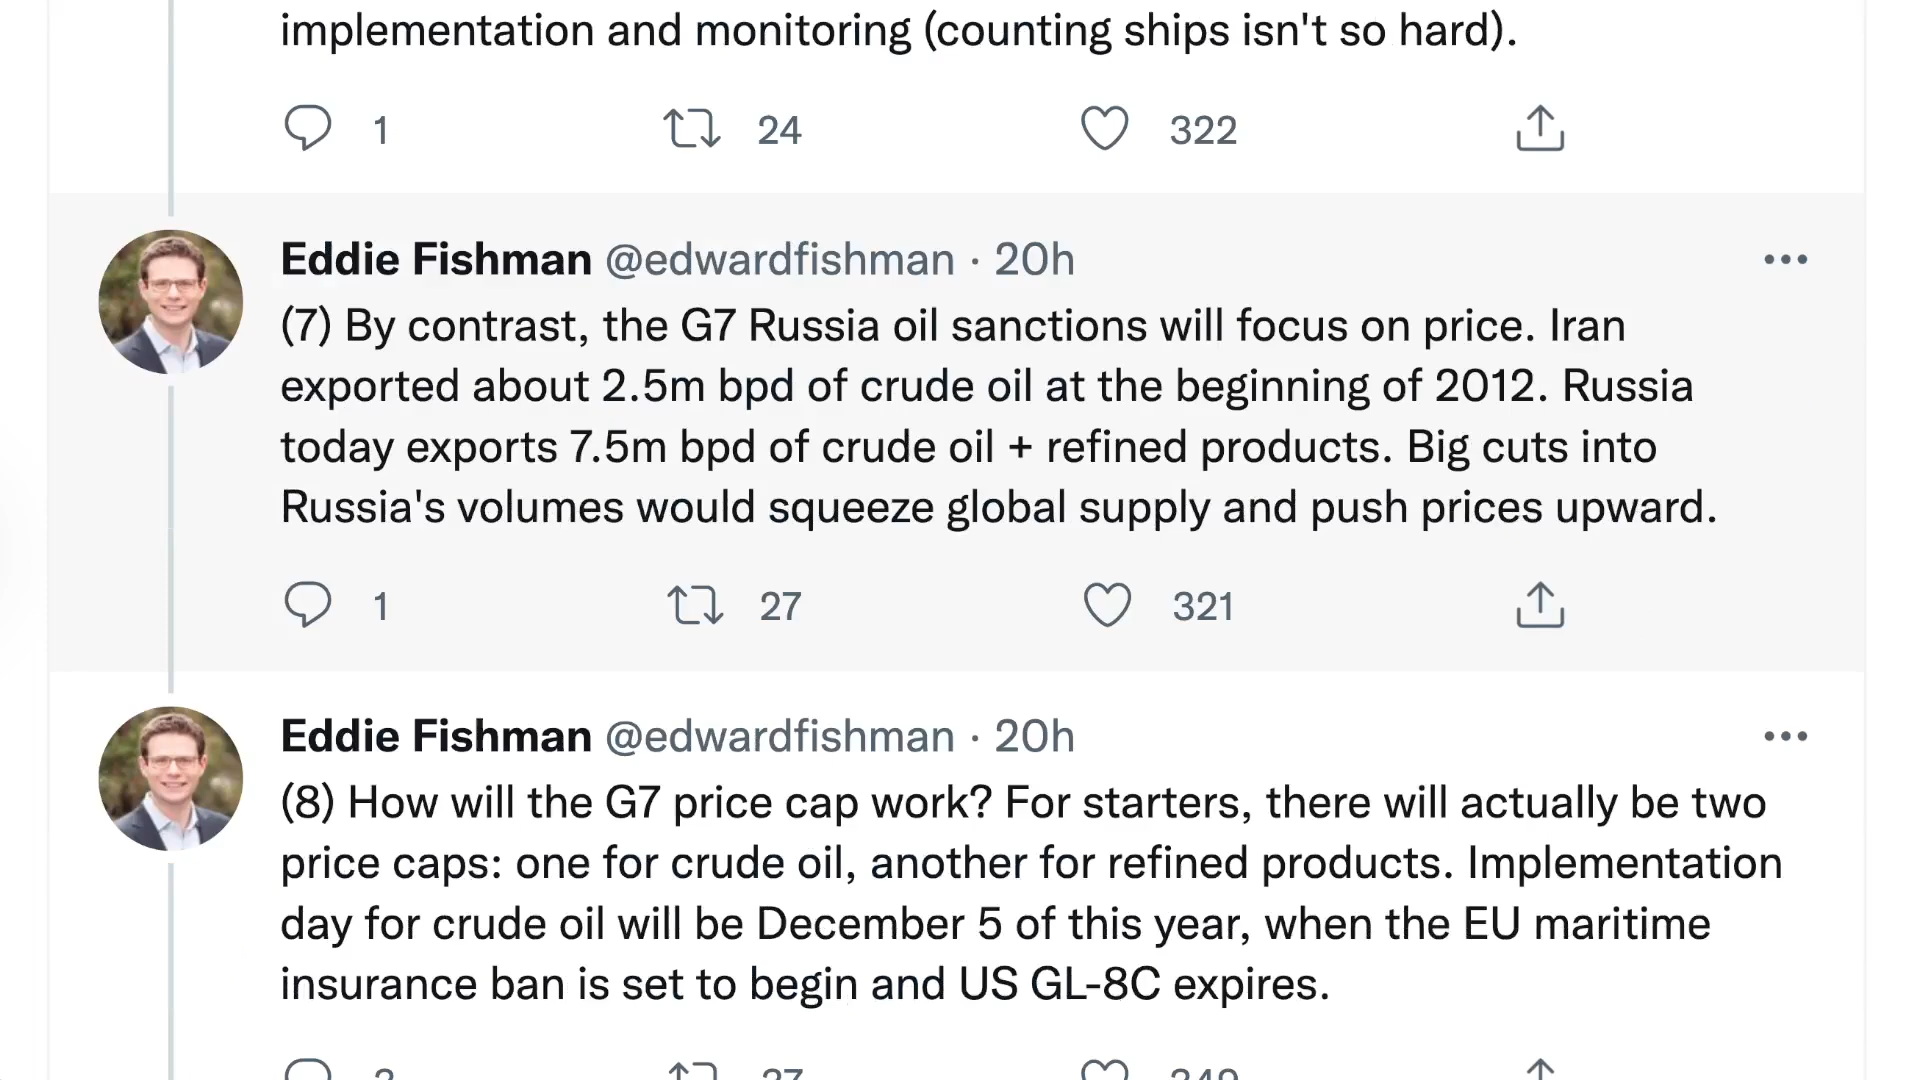 implementation and monitoring (counting ships isn't so hard).
1 24 322
Eddie Fishman @edwardfishman · 20h
(7) By contrast, the G7 Russia oil sanctions will focus on price. Iran
exported about 2.5m bpd of crude oil at the beginning of 2012. Russia
today exports 7.5m bpd of crude oil + refined products. Big cuts into
Russia's volumes would squeeze global supply and push prices upward.
1 27 321
Eddie Fishman @edwardfishman · 20h
(8) How will the G7 price cap work? For starters, there will actually be two
price caps: one for crude oil, another for refined products. Implementation
day for crude oil will be December 5 of this year, when the EU maritime
insurance ban is set to begin and US GL-8C expires.